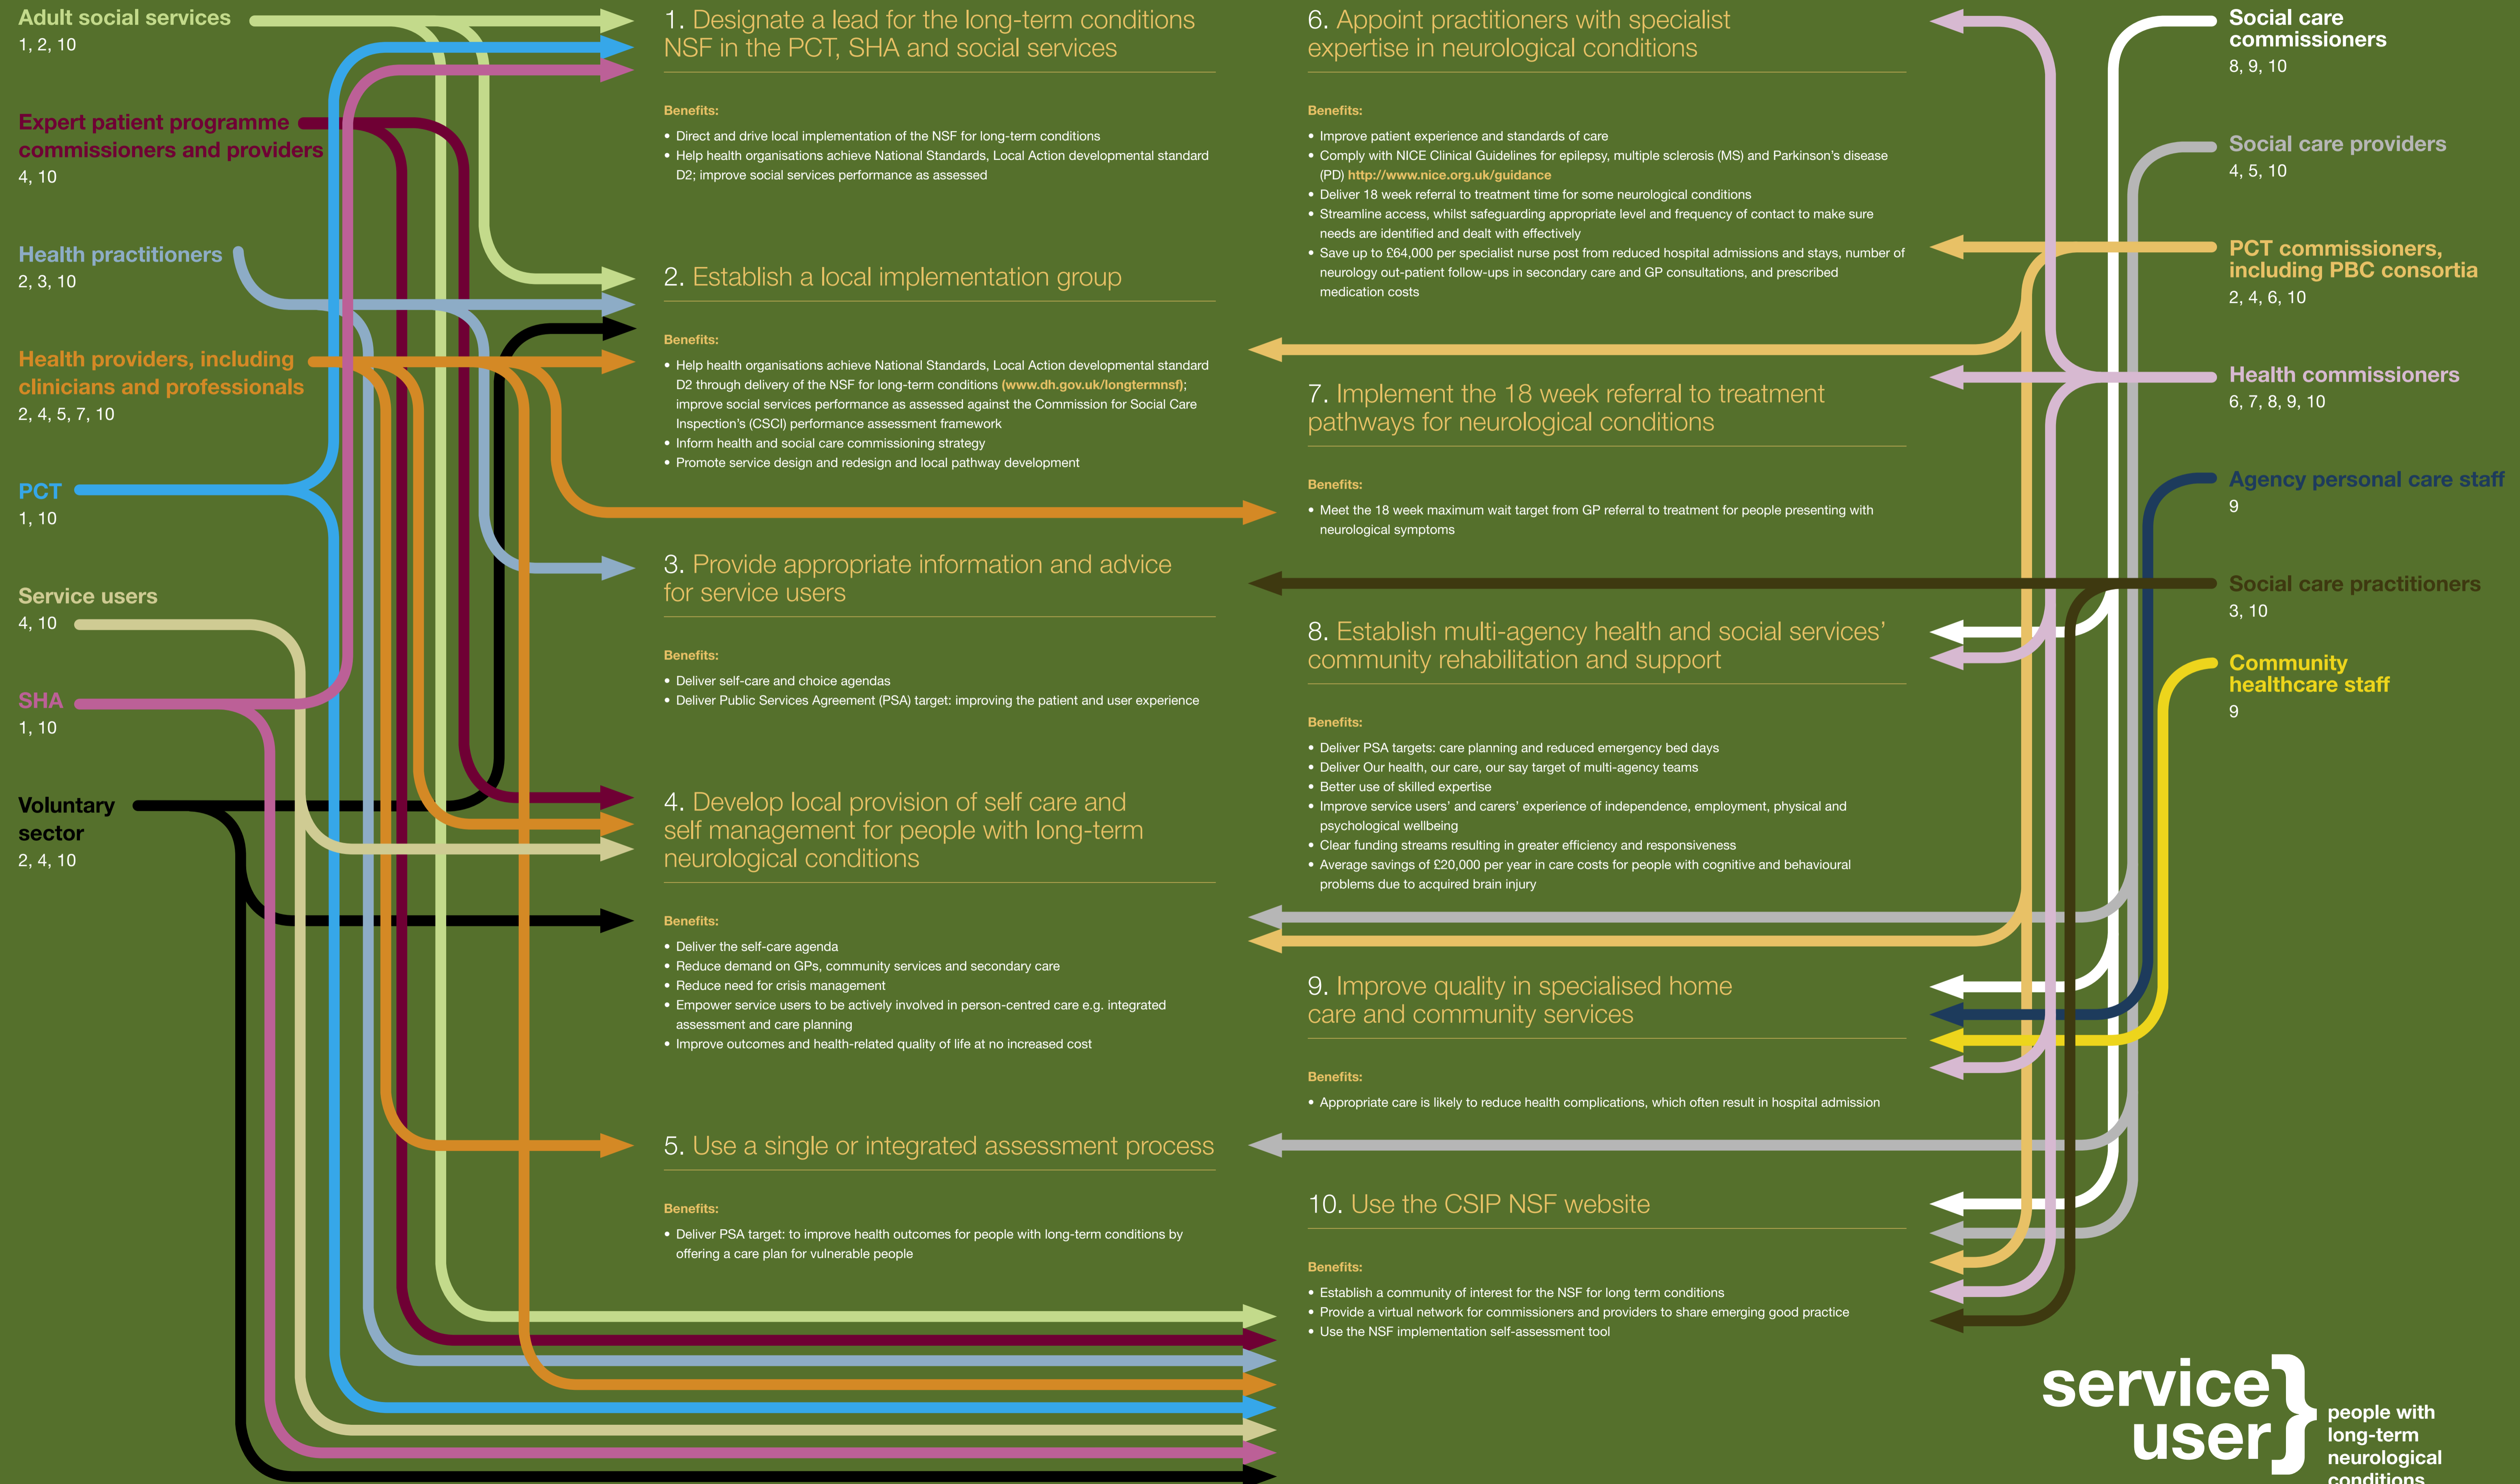 Adult social services
1, 2, 10
Expert patient programme
commissioners and providers
4, 10
Health practitioners
2, 3, 10
Health providers, including
clinicians and professionals
2, 4, 5, 7, 10
PCT
1, 10
Service users
4, 10
SHA
1, 10
Voluntary
sector
2, 4, 10
1. Designate a lead for the long-term conditions
NSF in the PCT, SHA and social services
Benefits:
• Direct and drive local implementation of the NSF for long-term conditions
• Help health organisations achieve National Standards, Local Action developmental standard
D2; improve social services performance as assessed
2. Establish a local implementation group
Benefits:
• Help health organisations achieve National Standards, Local Action developmental standard
D2 through delivery of the NSF for long-term conditions (www.dh.gov.uk/longtermnsf);
improve social services performance as assessed against the Commission for Social Care
Inspection's (CSCI) performance assessment framework
• Inform health and social care commissioning strategy
• Promote service design and redesign and local pathway development
3. Provide appropriate information and advice
for service users
Benefits:
• Deliver self-care and choice agendas
• Deliver Public Services Agreement (PSA) target: improving the patient and user experience
4. Develop local provision of self care and
self management for people with long-term
neurological conditions
Benefits:
• Deliver the self-care agenda
• Reduce demand on GPs, community services and secondary care
• Reduce need for crisis management
• Empower service users to be actively involved in person-centred care e.g. integrated
assessment and care planning
• Improve outcomes and health-related quality of life at no increased cost
5. Use a single or integrated assessment process
Benefits:
• Deliver PSA target: to improve health outcomes for people with long-term conditions by
offering a care plan for vulnerable people
6. Appoint practitioners with specialist
expertise in neurological conditions
Benefits:
• Improve patient experience and standards of care
• Comply with NICE Clinical Guidelines for epilepsy, multiple sclerosis (MS) and Parkinson's disease
(PD) http://www.nice.org.uk/guidance
• Deliver 18 week referral to treatment time for some neurological conditions
• Streamline access, whilst safeguarding appropriate level and frequency of contact to make sure
needs are identified and dealt with effectively
• Save up to £64,000 per specialist nurse post from reduced hospital admissions and stays, number of
neurology out-patient follow-ups in secondary care and GP consultations, and prescribed
medication costs
7. Implement the 18 week referral to treatment
pathways for neurological conditions
Benefits:
• Meet the 18 week maximum wait target from GP referral to treatment for people presenting with
neurological symptoms
8. Establish multi-agency health and social services'
community rehabilitation and support
Benefits:
• Deliver PSA targets: care planning and reduced emergency bed days
• Deliver Our health, our care, our say target of multi-agency teams
• Better use of skilled expertise
• Improve service users' and carers' experience of independence, employment, physical and
psychological wellbeing
• Clear funding streams resulting in greater efficiency and responsiveness
• Average savings of £20,000 per year in care costs for people with cognitive and behavioural
problems due to acquired brain injury
9. Improve quality in specialised home
care and community services
Benefits:
• Appropriate care is likely to reduce health complications, which often result in hospital admission
10. Use the CSIP NSF website
Benefits:
• Establish a community of interest for the NSF for long term conditions
• Provide a virtual network for commissioners and providers to share emerging good practice
• Use the NSF implementation self-assessment tool
Social care
commissioners
8, 9, 10
Social care providers
4, 5, 10
PCT commissioners,
including PBC consortia
2, 4, 6, 10
Health commissioners
6, 7, 8, 9, 10
Agency personal care staff
9
Social care practitioners
3, 10
Community
healthcare staff
9
service
user}
people with
long-term
neurological
conditions